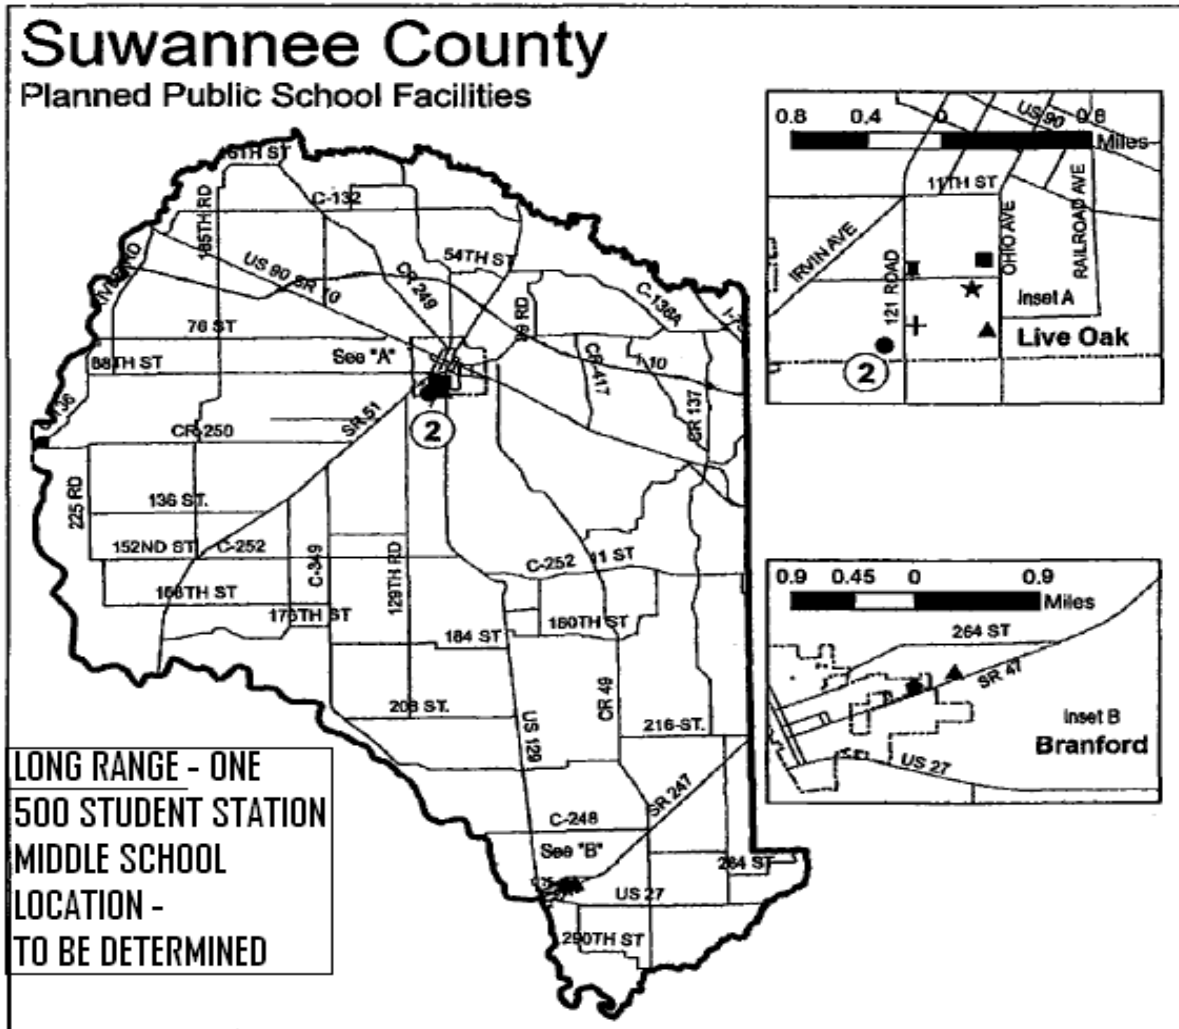 Suwannee County
Planned Public School Facilities
0.8 0.4 0 0.8
Miles
US 90
11TH ST
IRVIN AVE
121 ROAD
OHIO AVE
RAILROAD AVE
Inset A
Live Oak
2
C-132
185TH RD
US 90 SR 10
CR 249
54TH ST
C-136A
I-10
76 ST
See "A"
88TH ST
CR-417
CR 137
SR 51
2
CR-250
225 RD
136 ST.
152ND ST
C-252
C-349
129TH RD
C-252
11 ST
175TH ST
180TH ST
184 ST
208 ST.
US 129
CR 49
216-ST.
SR 247
C-248
See "B"
264 ST
US 27
290TH ST
0.9 0.45 0 0.9
Miles
264 ST
SR 47
Inset B
Branford
US 27
LONG RANGE - ONE
500 STUDENT STATION
MIDDLE SCHOOL
LOCATION -
TO BE DETERMINED